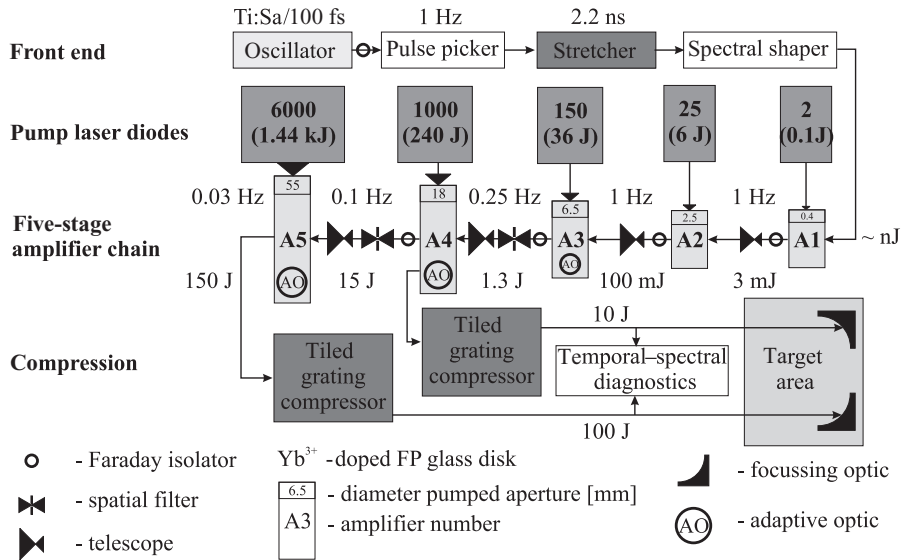 Ti:Sa/100 fs 1 Hz 2.2 ns
Front end Oscillator Pulse picker Stretcher Spectral shaper
6000 1000 150 25 2
Pump laser diodes (1.44 kJ) (240 J) (36 J) (6 J) (0.1J)
0.03 Hz 55 0.1 Hz 18 0.25 Hz 6.5 1 Hz 2.5 1 Hz 0.4
Five-stage
amplifier chain A5 A4 A3 A2 A1 ~ nJ
150 J AO 15 J AO 1.3 J AO 100 mJ 3 mJ
10 J
Compression
Tiled
grating
compressor
Tiled
grating
compressor
Temporal–spectral
diagnostics
Target
area
100 J
- Faraday isolator
- spatial filter
- telescope
Yb³⁺ -doped FP glass disk
6.5 - diameter pumped aperture [mm]
A3 - amplifier number
- focussing optic
AO - adaptive optic